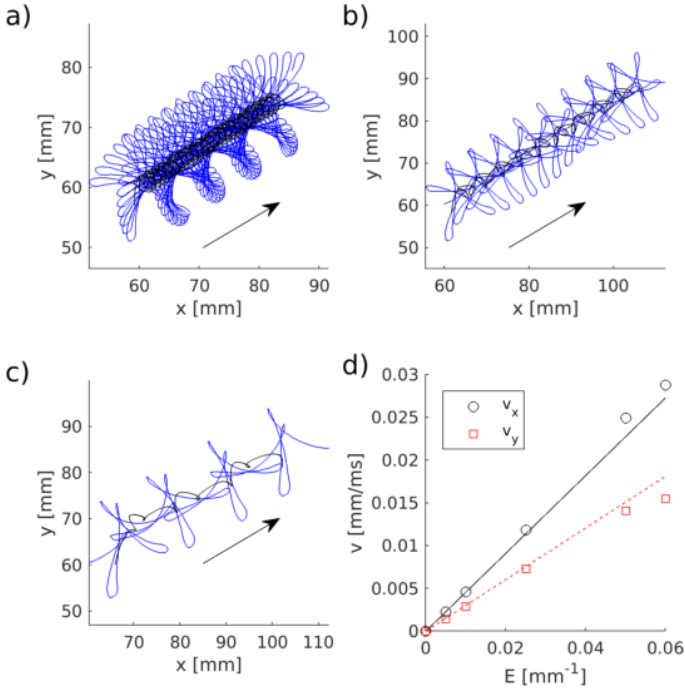 a)
80
70
60
50
y [mm]
60 70 80 90
x [mm]
b)
100
90
80
70
60
50
y [mm]
60 80 100
x [mm]
c)
90
80
70
60
50
y [mm]
60 70 80 90 100 110
x [mm]
d)
0.03
0.025
0.02
0.015
0.01
0.005
0
v [mm/ms]
v_x
v_y
0 0.02 0.04 0.06
E [mm⁻¹]